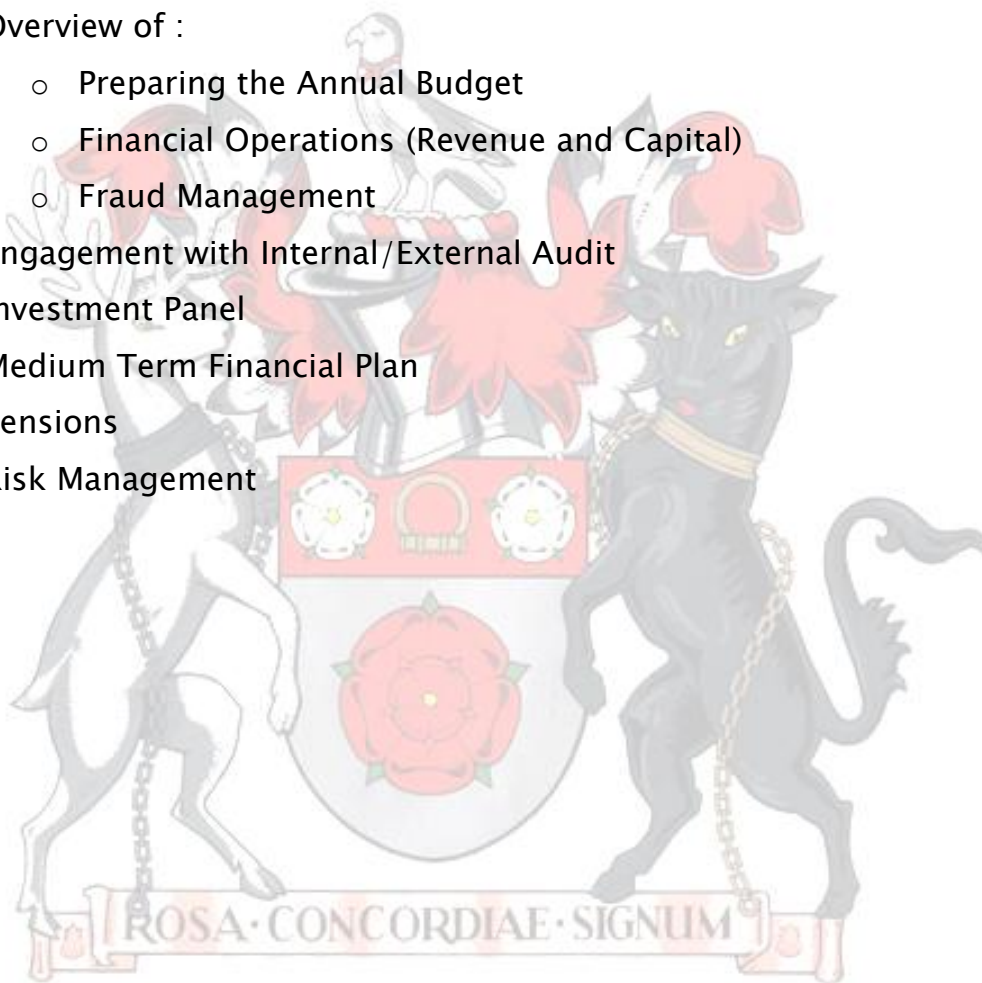 Overview of :
o Preparing the Annual Budget
o Financial Operations (Revenue and Capital)
o Fraud Management
ngagement with Internal/External Audit
nvestment Panel
Medium Term Financial Plan
ensions
isk Management
ROSA·CONCORDIAE·SIGNUM